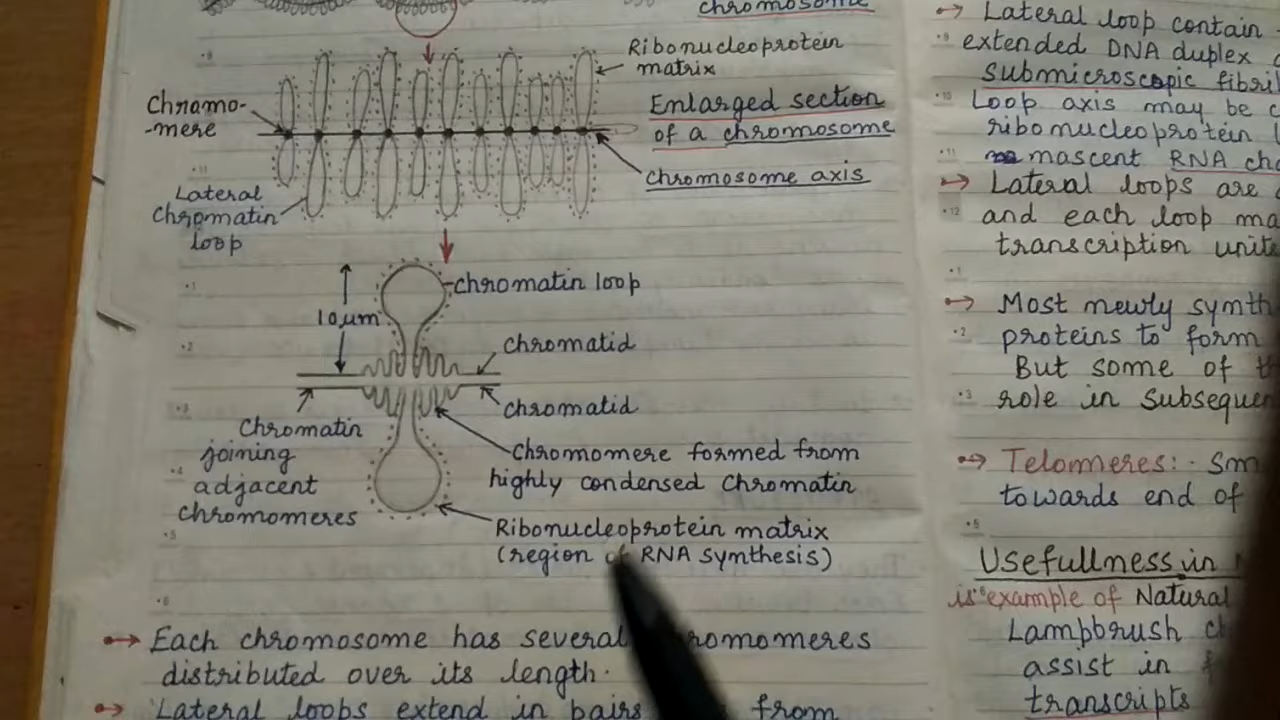 chromosome
Ribonucleoprotein
matrix
Chromo-
-mere
Enlarged section
of a chromosome
chromosome axis
Lateral
chromatin
loop
chromatin loop
10μm
chromatid
chromatid
Chromatin
joining
adjacent
chromomeres
Chromomere formed from
highly condensed Chromatin
Ribonucleoprotein matrix
(region of RNA synthesis)
Each chromosome has several chromomeres
distributed over its length.
Lateral loops extend in pairs from
Lateral loop contain
extended DNA duplex
submicroscopic fibril
Loop axis may be
ribonucleoprotein
mascent RNA
Lateral loops are
and each loop
transcription
Most newly
proteins to form
But some of
role in
Telomeres:-
towards end of
Usefullness in
is example of Natural
Lampbrush
assist in
transcripts